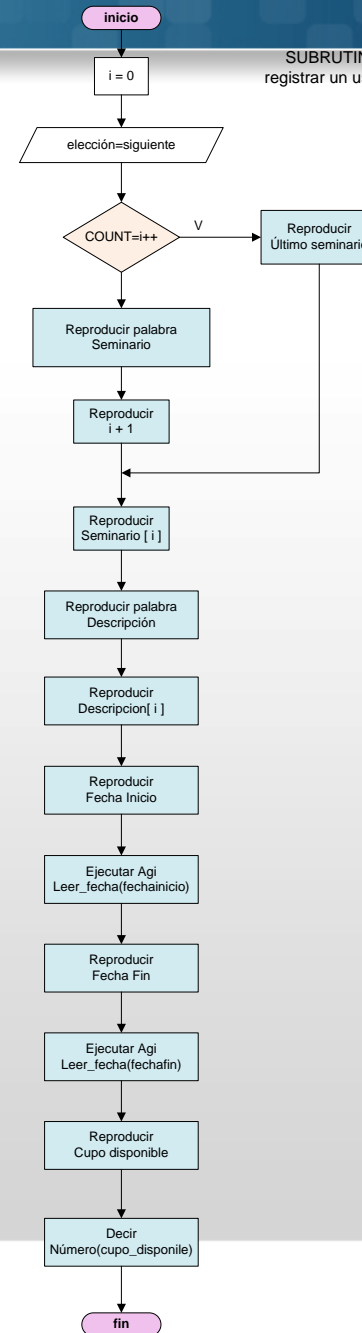 inicio
SUBRUTIN
registrar un u
i = 0
elección=siguiente
COUNT=i++
V
Reproducir
Último seminario
Reproducir palabra
Seminario
Reproducir
i + 1
Reproducir
Seminario [ i ]
Reproducir palabra
Descripción
Reproducir
Descripcion[ i ]
Reproducir
Fecha Inicio
Ejecutar Agi
Leer_fecha(fechainicio)
Reproducir
Fecha Fin
Ejecutar Agi
Leer_fecha(fechafin)
Reproducir
Cupo disponible
Decir
Número(cupo_disponile)
fin